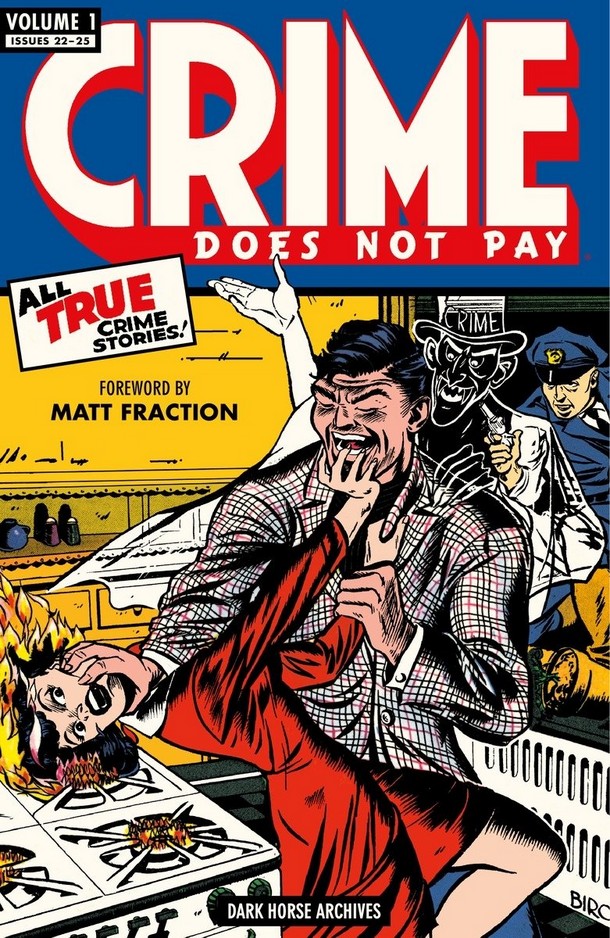 VOLUME 1
ISSUES 22-25
CRIME
DOES NOT PAY
ALL
TRUE
CRIME
STORIES!
FOREWORD BY
MATT FRACTION
CRIME
BIRO
DARK HORSE ARCHIVES